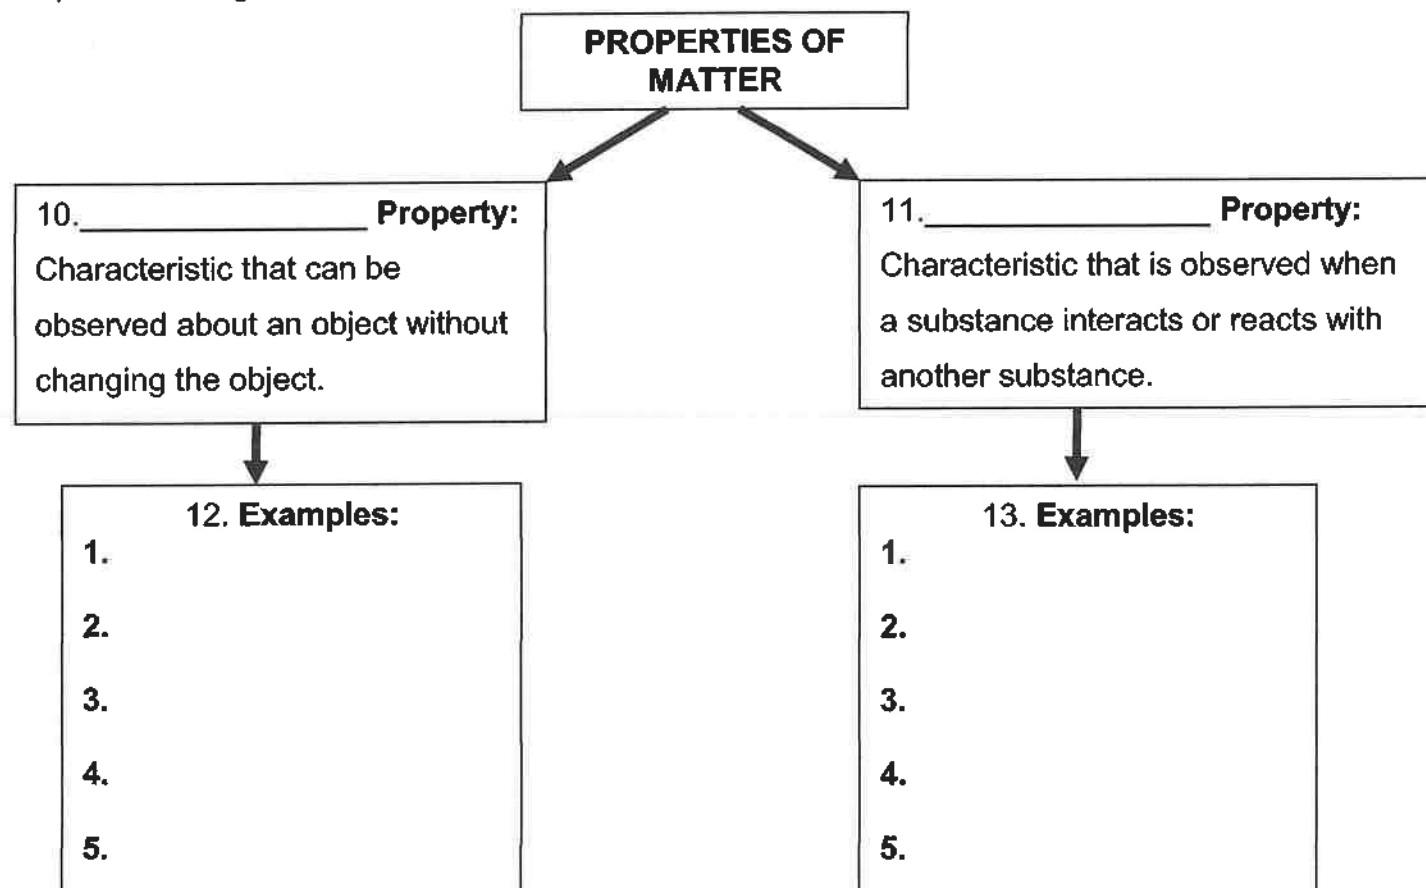 PROPERTIES OF
MATTER
10.________________ Property:
Characteristic that can be
observed about an object without
changing the object.
11.________________ Property:
Characteristic that is observed when
a substance interacts or reacts with
another substance.
12. Examples:
1.
2.
3.
4.
5.
13. Examples:
1.
2.
3.
4.
5.